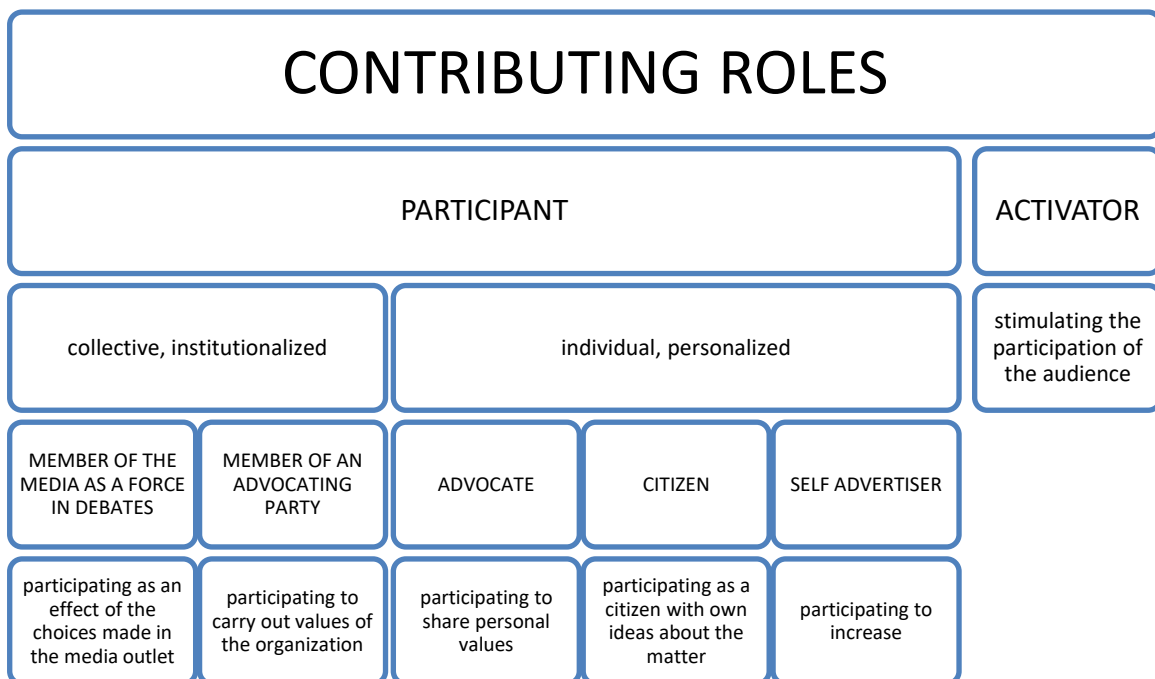 CONTRIBUTING ROLES
PARTICIPANT
ACTIVATOR
collective, institutionalized
individual, personalized
stimulating the
participation of
the audience
MEMBER OF THE
MEDIA AS A FORCE
IN DEBATES
MEMBER OF AN
ADVOCATING
PARTY
ADVOCATE
CITIZEN
SELF ADVERTISER
participating as an
effect of the
choices made in
the media outlet
participating to
carry out values of
the organization
participating to
share personal
values
participating as a
citizen with own
ideas about the
matter
participating to
increase